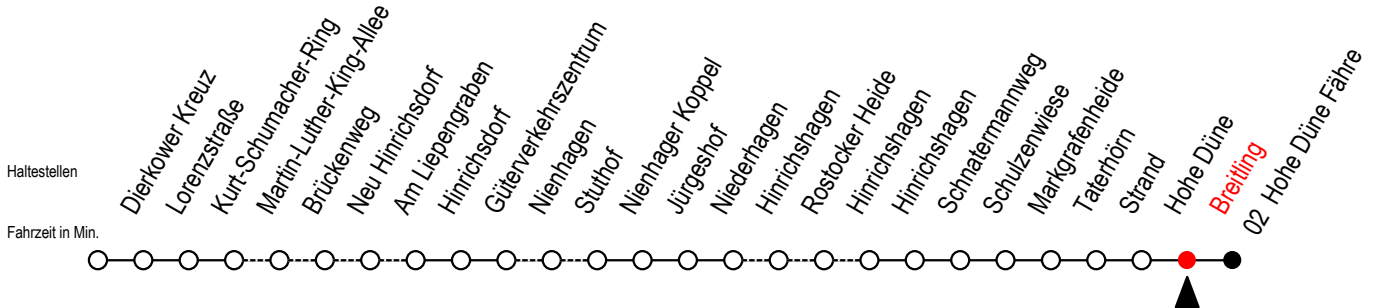 Haltestellen
Dierkower Kreuz
Lorenzstraße
Kurt-Schumacher-Ring
Martin-Luther-King-Allee
Brückenweg
Neu Hinrichsdorf
Am Liepengraben
Hinrichsdorf
Güterverkehrszentrum
Nienhagen
Stuthof
Nienhager Koppel
Jürgeshof
Niederhagen
Hinrichshagen
Rostocker Heide
Hinrichshagen
Hinrichshagen
Schnatermannweg
Schulzenwiese
Markgrafenheide
Taterhörn
Strand
Hohe Düne
Breitling
Hohe Düne Fähre
Fahrzeit in Min.
02